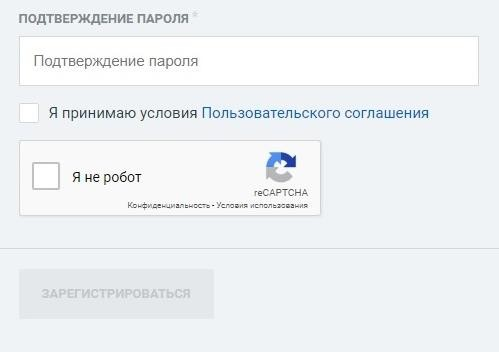 ПОДТВЕРЖДЕНИЕ ПАРОЛЯ *
Подтверждение пароля
Я принимаю условия Пользовательского соглашения
Я не робот
reCAPTCHA
Конфиденциальность - Условия использования
ЗАРЕГИСТРИРОВАТЬСЯ